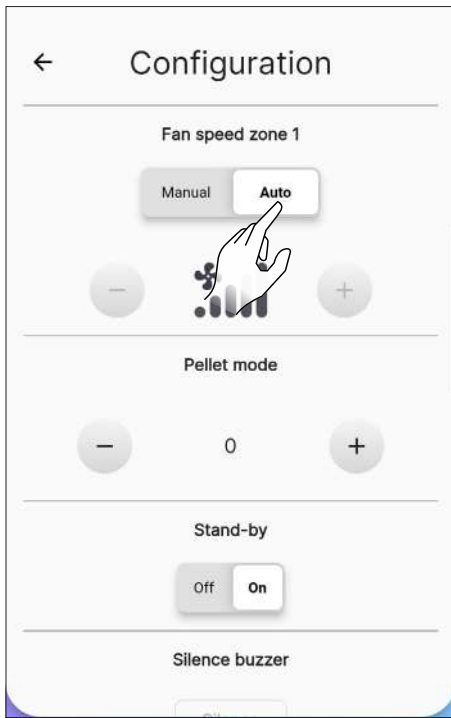 Configuration
Fan speed zone 1
Manual Auto
Pellet mode
− 0 +
Stand-by
Off On
Silence buzzer